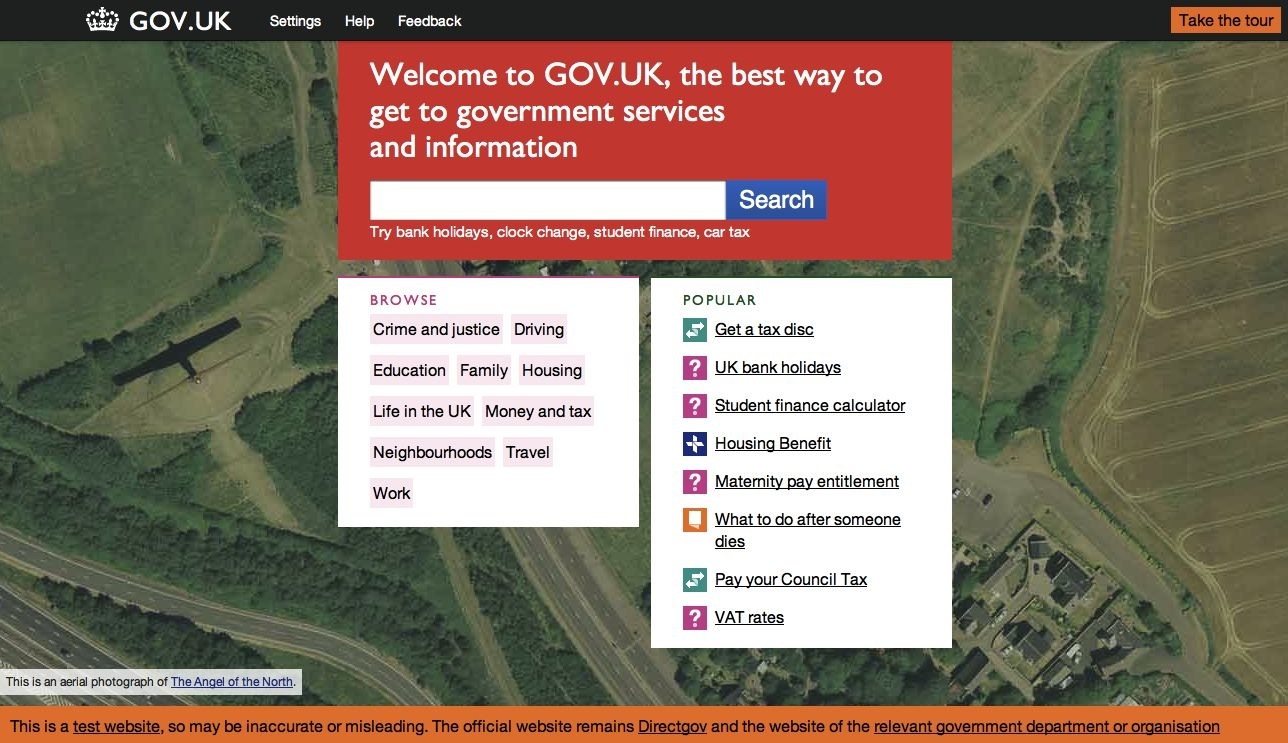 GOV.UK Settings Help Feedback Take the tour
Welcome to GOV.UK, the best way to
get to government services
and information
Search
Try bank holidays, clock change, student finance, car tax
BROWSE
Crime and justice Driving
Education Family Housing
Life in the UK Money and tax
Neighbourhoods Travel
Work
POPULAR
Get a tax disc
? UK bank holidays
? Student finance calculator
Housing Benefit
? Maternity pay entitlement
What to do after someone
dies
Pay your Council Tax
? VAT rates
This is an aerial photograph of The Angel of the North.
This is a test website, so may be inaccurate or misleading. The official website remains Directgov and the website of the relevant government department or organisation